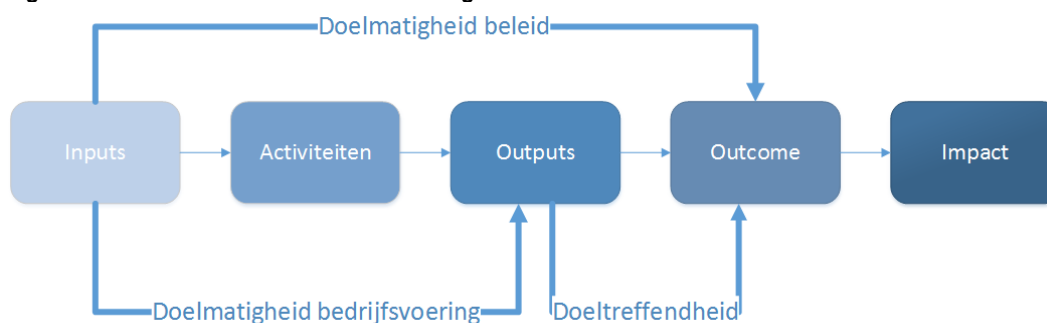 Doelmatigheid beleid
Inputs
Activiteiten
Outputs
Outcome
Impact
Doelmatigheid bedrijfsvoering
Doeltreffendheid